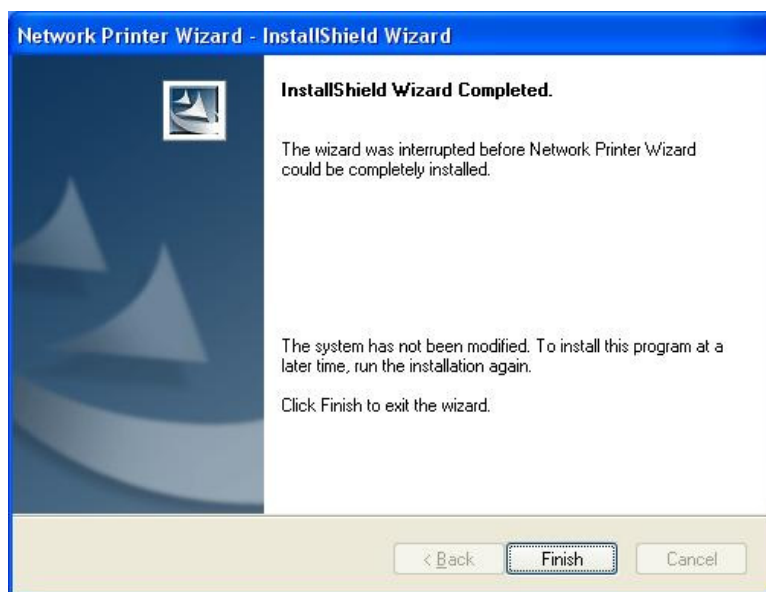 Network Printer Wizard - InstallShield Wizard
InstallShield Wizard Completed.
The wizard was interrupted before Network Printer Wizard
could be completely installed.
The system has not been modified. To install this program at a
later time, run the installation again.
Click Finish to exit the wizard.
< Back Finish Cancel